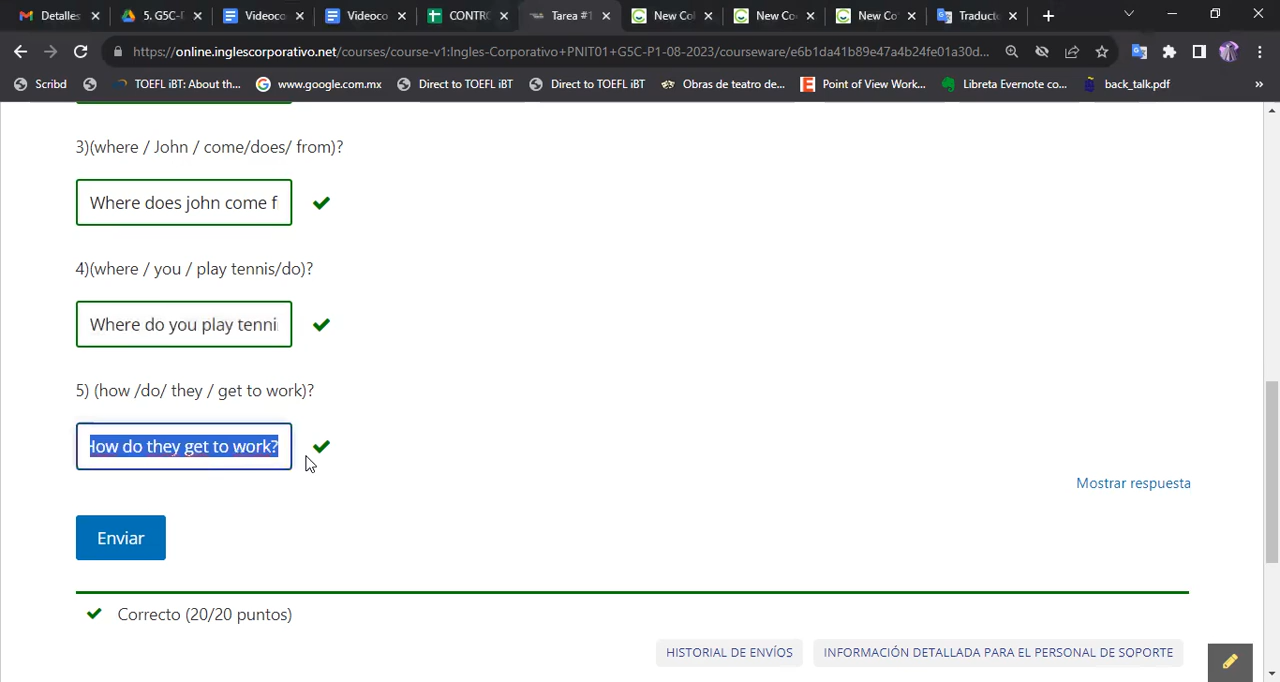 Detalles
5. G5C-
Videoco
Videoco
CONTRO
Tarea #1
New Col
New Co
New Co
Traducto
https://online.inglescorporativo.net/courses/course-v1:Ingles-Corporativo+PNIT01+G5C-P1-08-2023/courseware/e6b1da41b89e47a4b24fe01a30d...
Scribd
TOEFL iBT: About th...
www.google.com.mx
Direct to TOEFL iBT
Direct to TOEFL iBT
Obras de teatro de...
Point of View Work...
Libreta Evernote co...
back_talk.pdf
»
3)(where / John / come/does/ from)?
Where does john come f
4)(where / you / play tennis/do)?
Where do you play tenni
5) (how /do/ they / get to work)?
How do they get to work?
Mostrar respuesta
Enviar
Correcto (20/20 puntos)
HISTORIAL DE ENVÍOS
INFORMACIÓN DETALLADA PARA EL PERSONAL DE SOPORTE